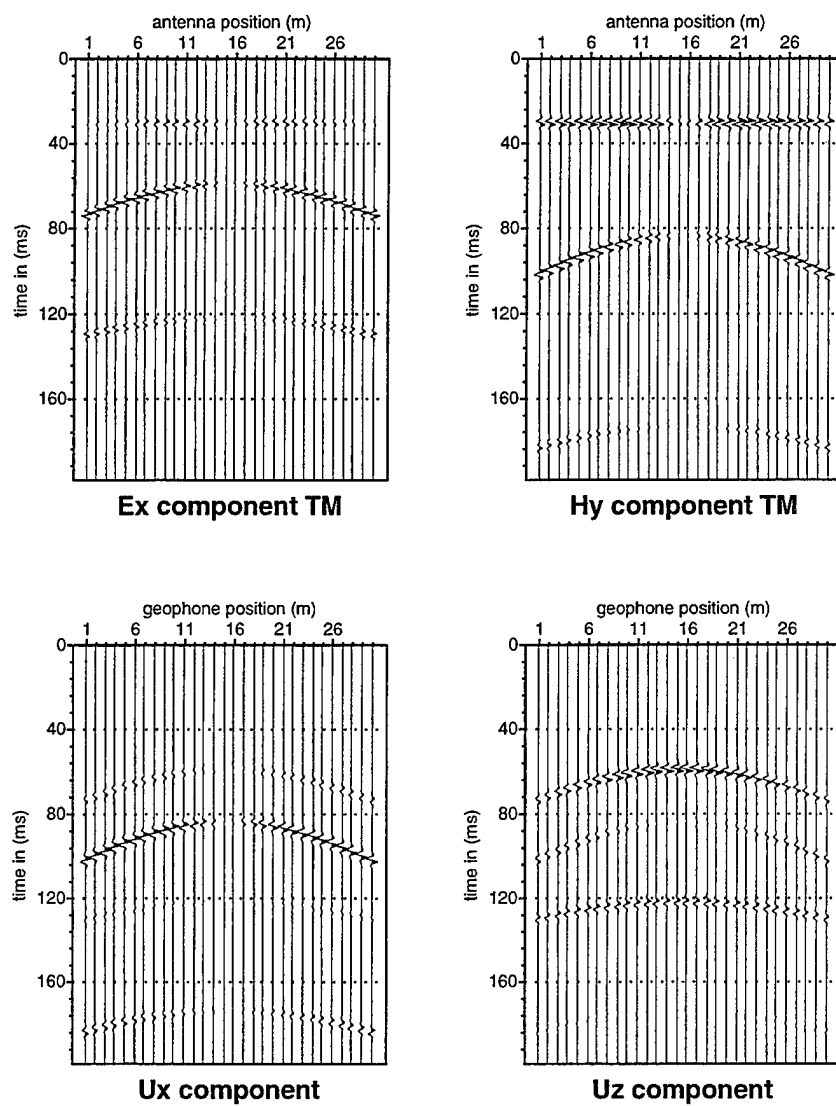 antenna position (m)
1 6 11 16 21 26
0
40
80
120
160
time in (ms)
Ex component TM
antenna position (m)
1 6 11 16 21 26
0
40
80
120
160
time in (ms)
Hy component TM
geophone position (m)
1 6 11 16 21 26
0
40
80
120
160
time in (ms)
Ux component
geophone position (m)
1 6 11 16 21 26
0
40
80
120
160
time in (ms)
Uz component